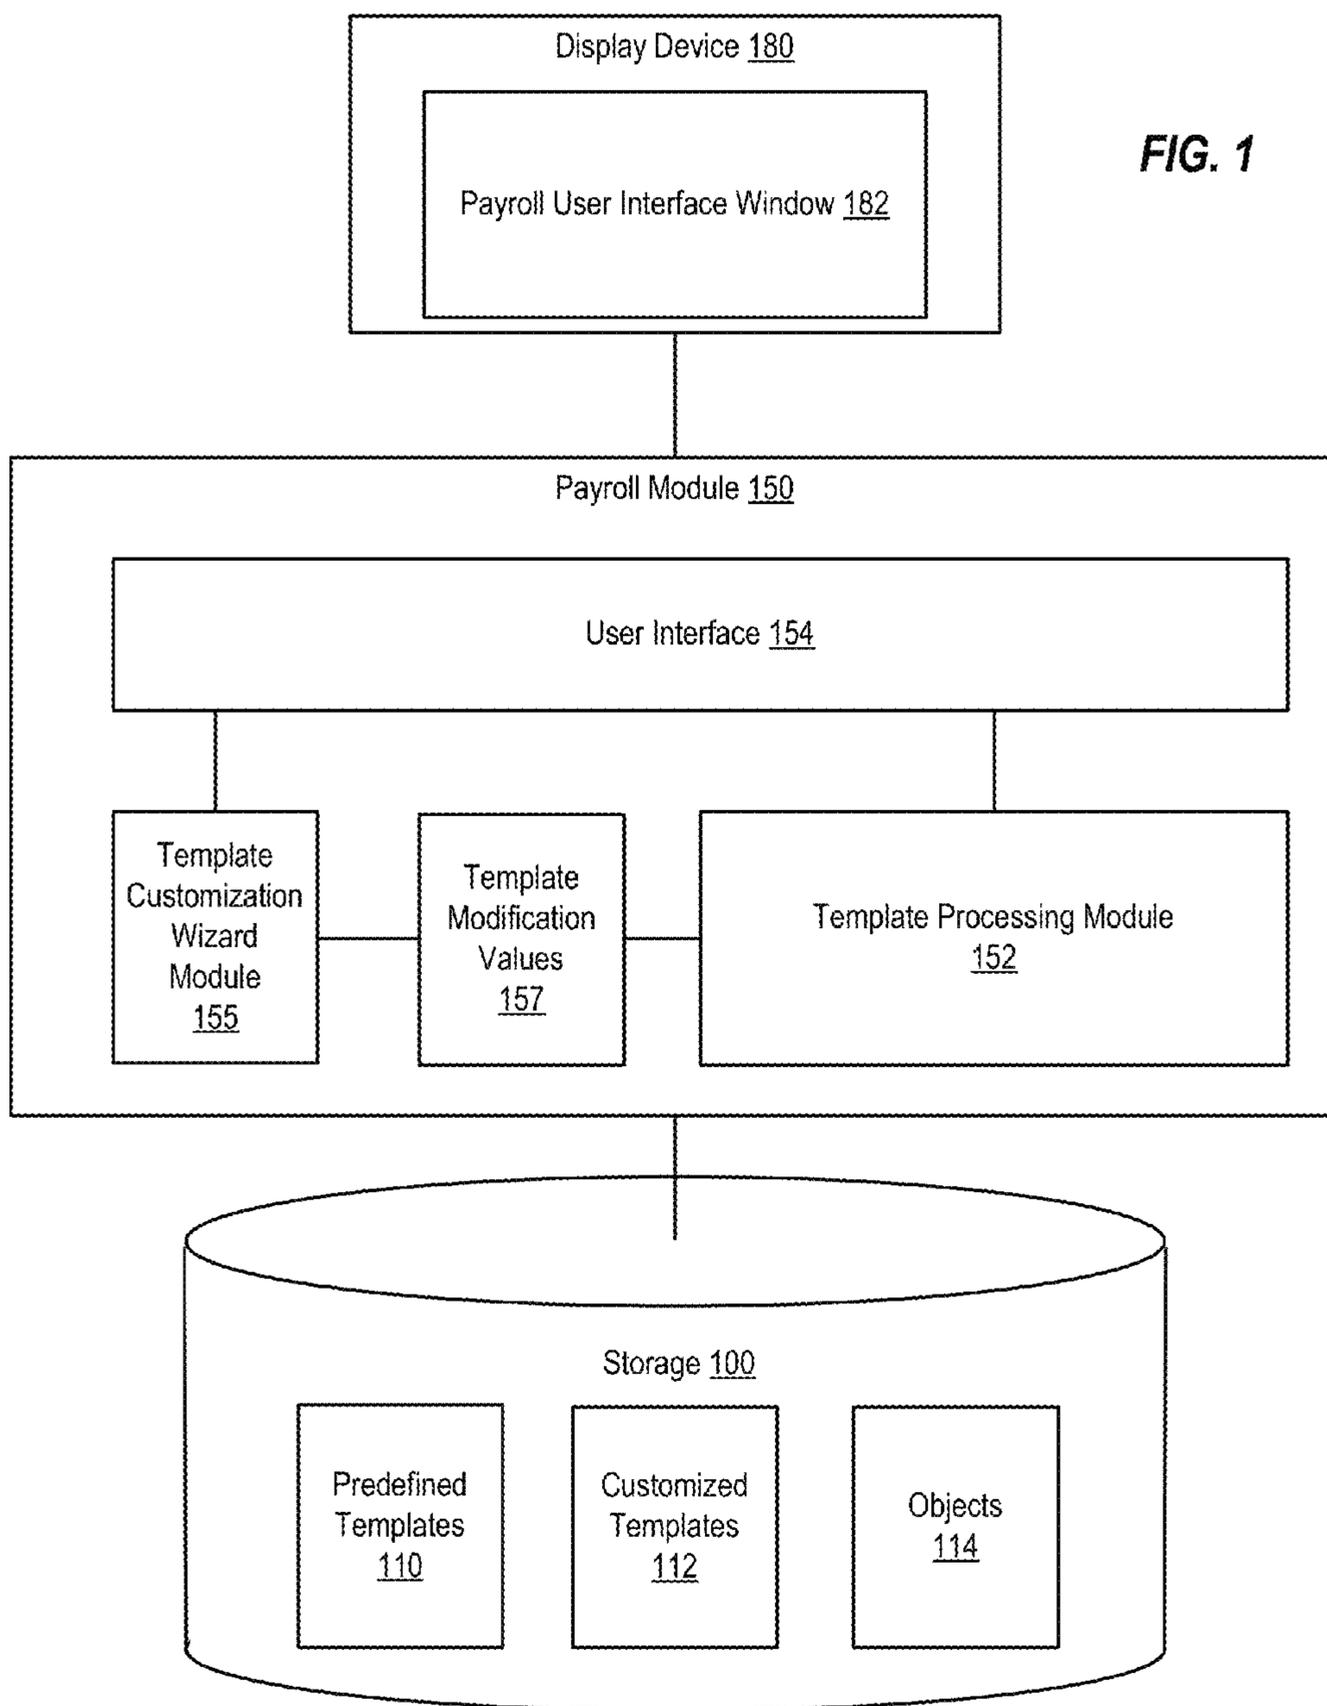 Display Device 180
FIG. 1
Payroll User Interface Window 182
Payroll Module 150
User Interface 154
Template
Customization
Wizard
Module
155
Template
Modification
Values
157
Template Processing Module
152
Storage 100
Predefined
Templates
110
Customized
Templates
112
Objects
114